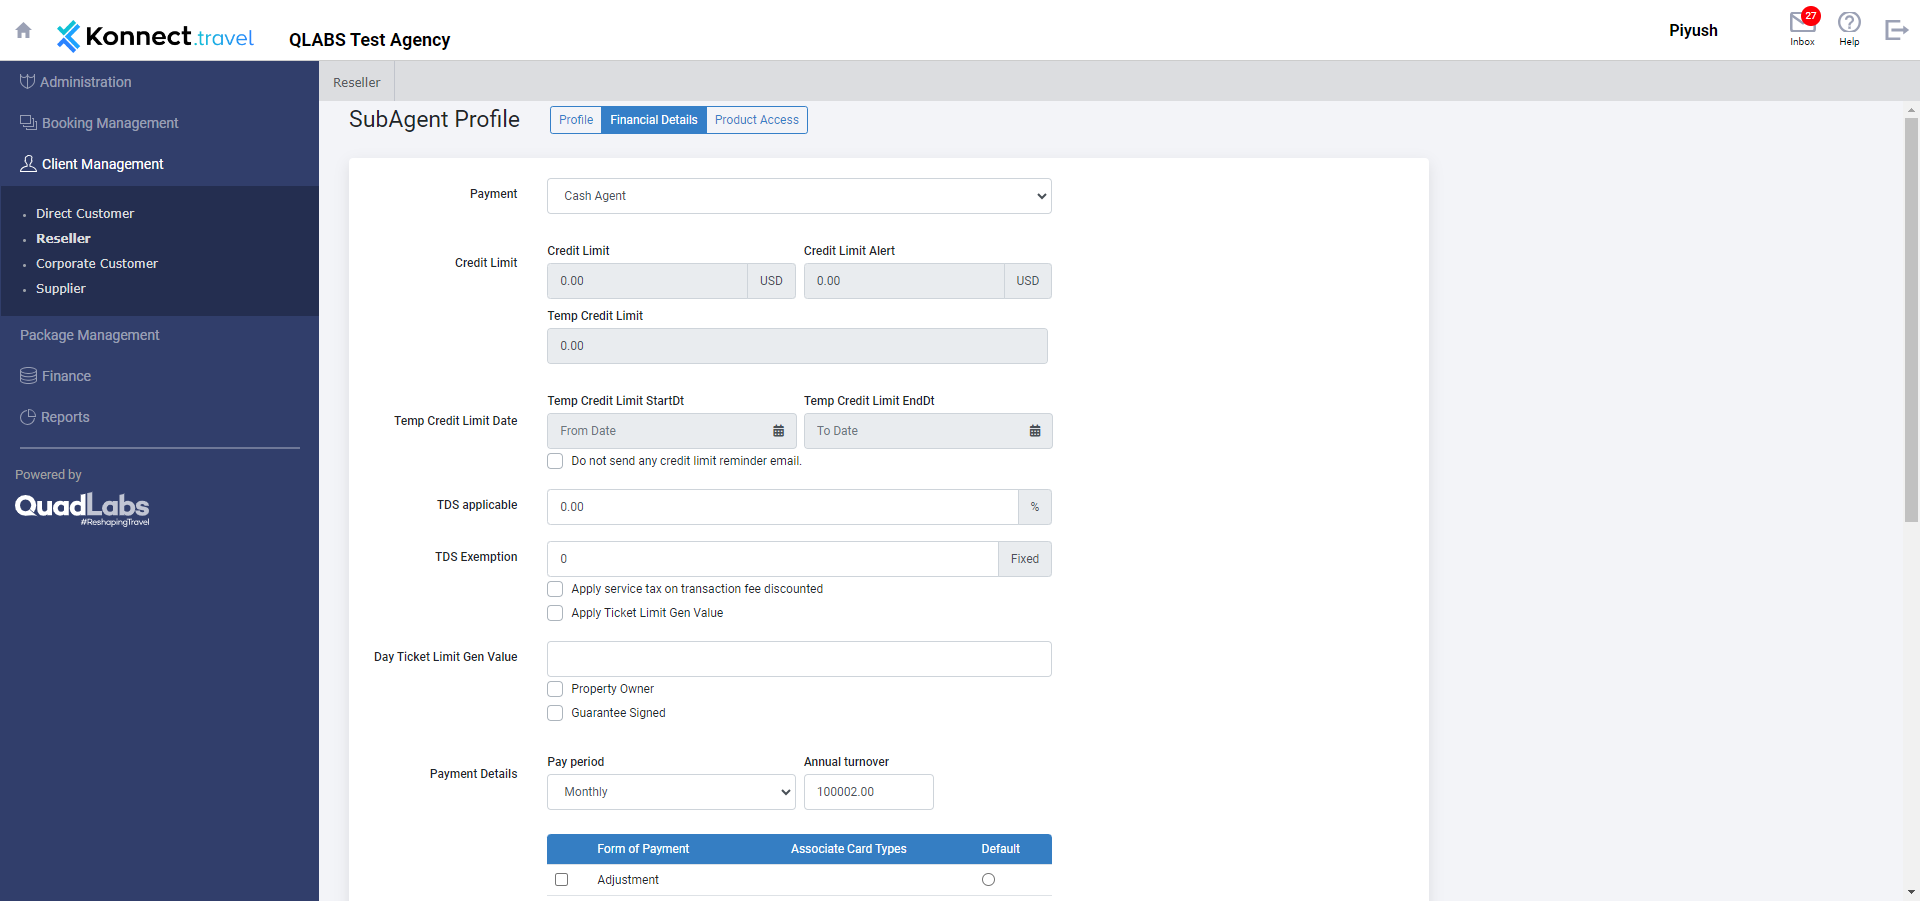 Konnect.travel
QLABS Test Agency
Piyush
27
Inbox
Help
Administration
Booking Management
Client Management
Direct Customer
Reseller
Corporate Customer
Supplier
Package Management
Finance
Reports
Powered by
QuadLabs
#ReshapingTravel
Reseller
SubAgent Profile
Profile
Financial Details
Product Access
Payment
Cash Agent
Credit Limit
Credit Limit
Credit Limit Alert
0.00 USD
0.00 USD
Temp Credit Limit
0.00
Temp Credit Limit Date
Temp Credit Limit StartDt
Temp Credit Limit EndDt
From Date
To Date
Do not send any credit limit reminder email.
TDS applicable
0.00 %
TDS Exemption
0 Fixed
Apply service tax on transaction fee discounted
Apply Ticket Limit Gen Value
Day Ticket Limit Gen Value
Property Owner
Guarantee Signed
Payment Details
Pay period
Annual turnover
Monthly
100002.00
Form of Payment Associate Card Types Default
Adjustment